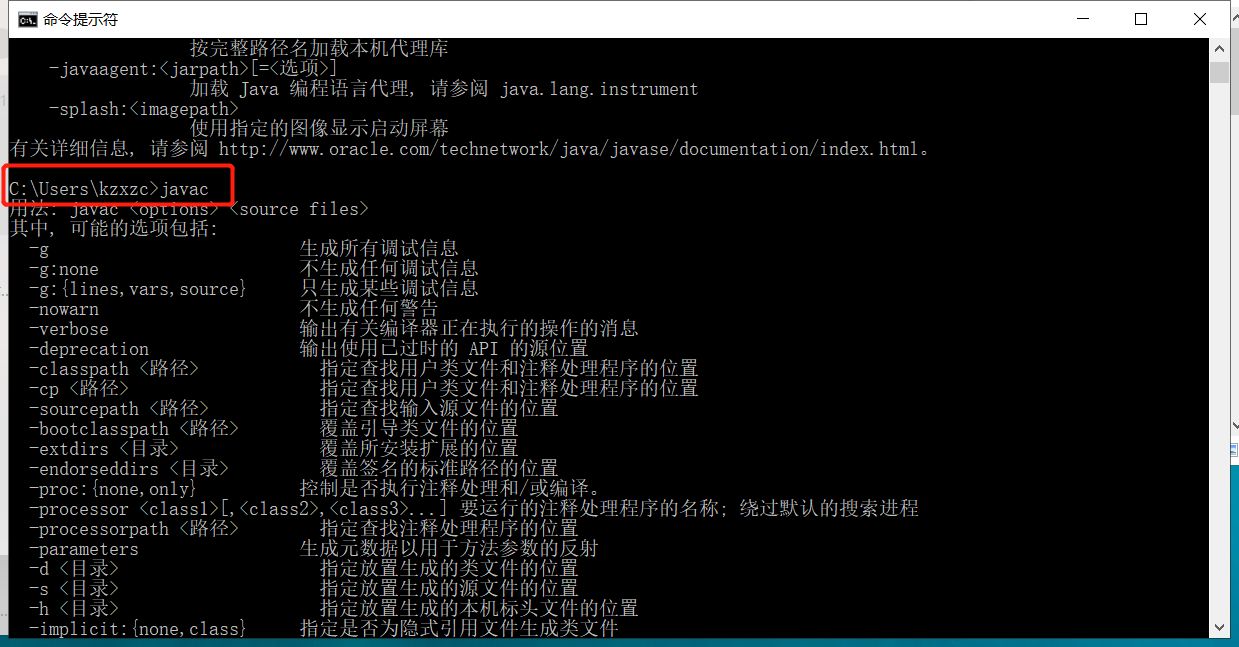 命令提示符
按完整路径名加载本机代理库
-javaagent:<jarpath>[=<选项>]
加载 Java 编程语言代理, 请参阅 java.lang.instrument
-splash:<imagepath>
使用指定的图像显示启动屏幕
有关详细信息, 请参阅 http://www.oracle.com/technetwork/java/javase/documentation/index.html。
C:\Users\kzxzc>javac
用法: javac <options> <source files>
其中, 可能的选项包括:
-g 生成所有调试信息
-g:none 不生成任何调试信息
-g:{lines,vars,source} 只生成某些调试信息
-nowarn 不生成任何警告
-verbose 输出有关编译器正在执行的操作的消息
-deprecation 输出使用已过时的 API 的源位置
-classpath <路径> 指定查找用户类文件和注释处理程序的位置
-cp <路径> 指定查找用户类文件和注释处理程序的位置
-sourcepath <路径> 指定查找输入源文件的位置
-bootclasspath <路径> 覆盖引导类文件的位置
-extdirs <目录> 覆盖所安装扩展的位置
-endorseddirs <目录> 覆盖签名的标准路径的位置
-proc:{none,only} 控制是否执行注释处理和/或编译。
-processor <class1>[,<class2>,<class3>...] 要运行的注释处理程序的名称; 绕过默认的搜索进程
-processorpath <路径> 指定查找注释处理程序的位置
-parameters 生成元数据以用于方法参数的反射
-d <目录> 指定放置生成的类文件的位置
-s <目录> 指定放置生成的源文件的位置
-h <目录> 指定放置生成的本机标头文件的位置
-implicit:{none,class} 指定是否为隐式引用文件生成类文件